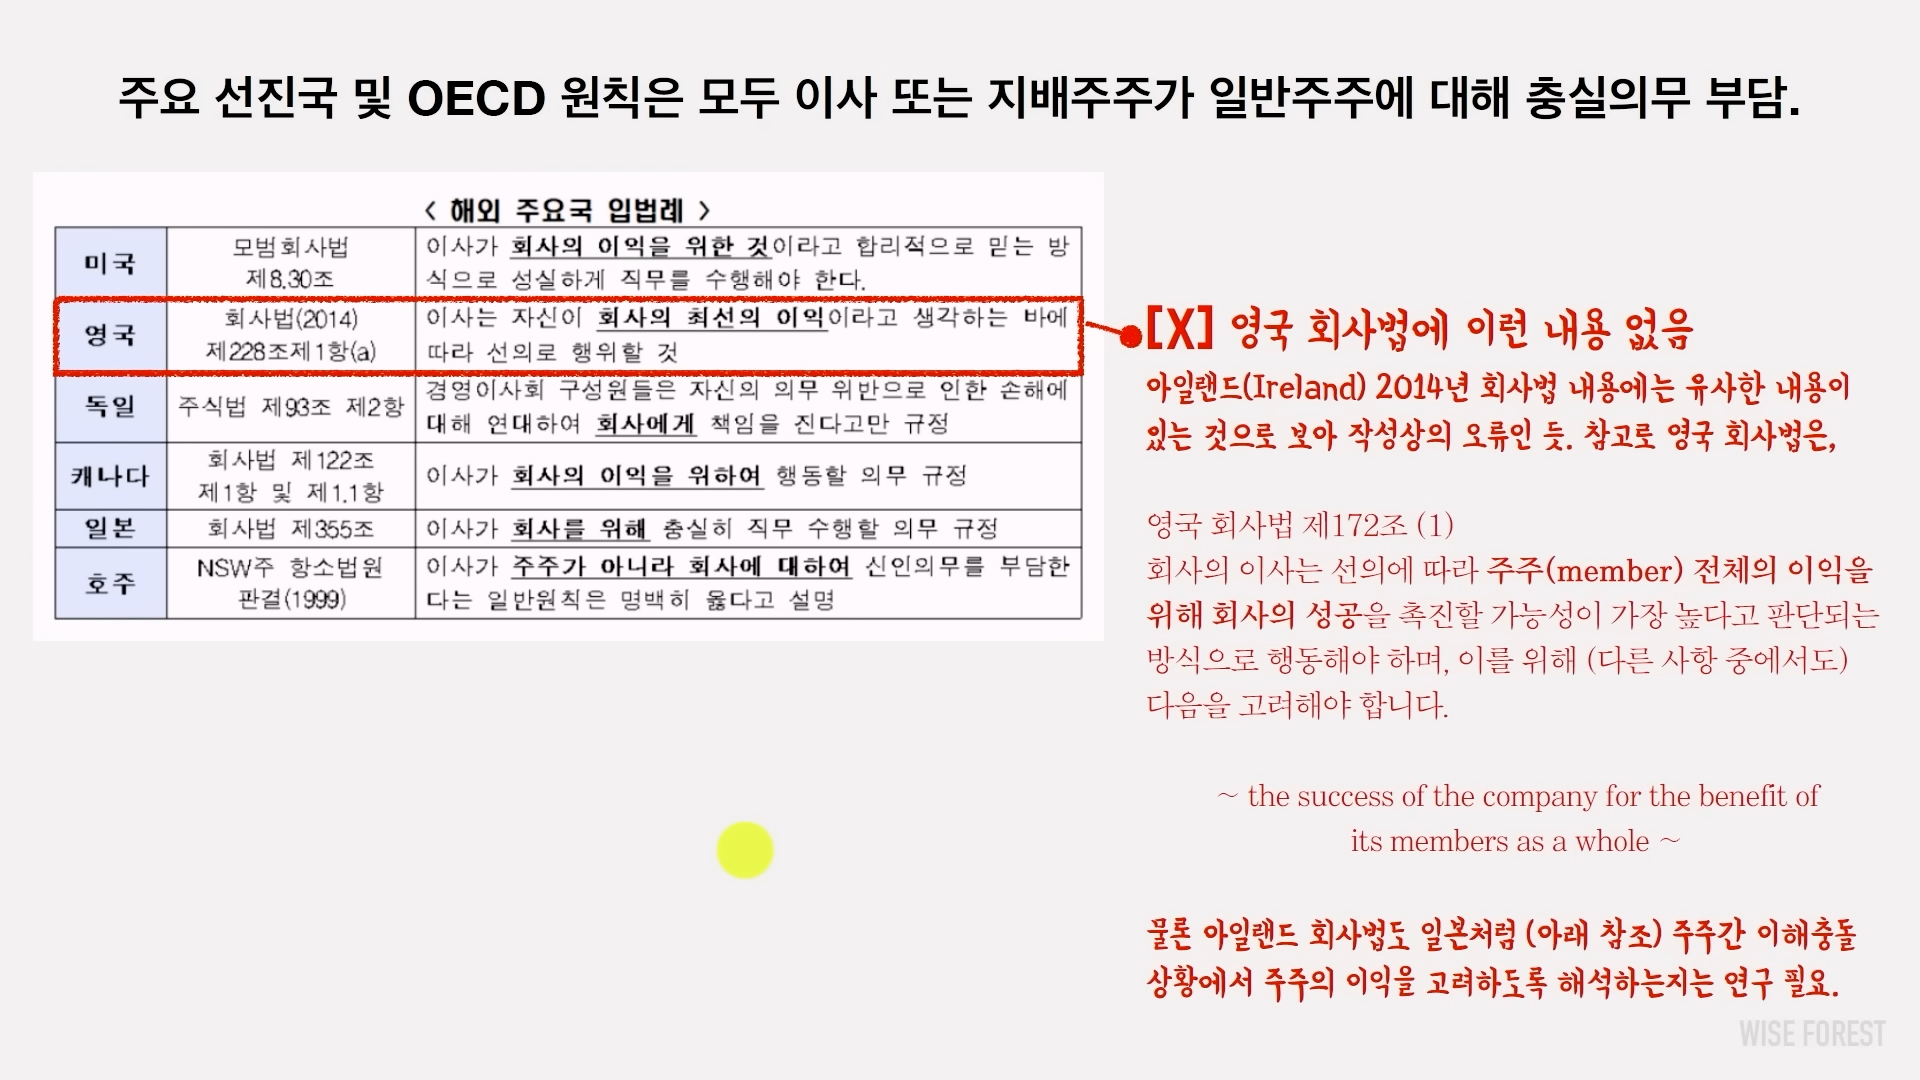 주요 선진국 및 OECD 원칙은 모두 이사 또는 지배주주가 일반주주에 대해 충실의무 부담.
< 해외 주요국 입법례 >
미국
모범회사법
제8.30조
이사가 회사의 이익을 위한 것이라고 합리적으로 믿는 방
식으로 성실하게 직무를 수행해야 한다.
영국
회사법(2014)
제228조제1항(a)
이사는 자신이 회사의 최선의 이익이라고 생각하는 바에
따라 선의로 행위할 것
독일
주식법 제93조 제2항
경영이사회 구성원들은 자신의 의무 위반으로 인한 손해에
대해 연대하여 회사에게 책임을 진다고만 규정
캐나다
회사법 제122조
제1항 및 제1.1항
이사가 회사의 이익을 위하여 행동할 의무 규정
일본
회사법 제355조
이사가 회사를 위해 충실히 직무 수행할 의무 규정
호주
NSW주 항소법원
판결(1999)
이사가 주주가 아니라 회사에 대하여 신인의무를 부담한
다는 일반원칙은 명백히 옳다고 설명
[X] 영국 회사법에 이런 내용 없음
아일랜드(Ireland) 2014년 회사법 내용에는 유사한 내용이
있는 것으로 보아 작성상의 오류인 듯. 참고로 영국 회사법은,
영국 회사법 제172조 (1)
회사의 이사는 선의에 따라 주주(member) 전체의 이익을
위해 회사의 성공을 촉진할 가능성이 가장 높다고 판단되는
방식으로 행동해야 하며, 이를 위해 (다른 사항 중에서도)
다음을 고려해야 합니다.
~ the success of the company for the benefit of
its members as a whole ~
물론 아일랜드 회사법도 일본처럼 (아래 참조) 주주간 이해충돌
상황에서 주주의 이익을 고려하도록 해석하는지는 연구 필요.
WISE FOREST